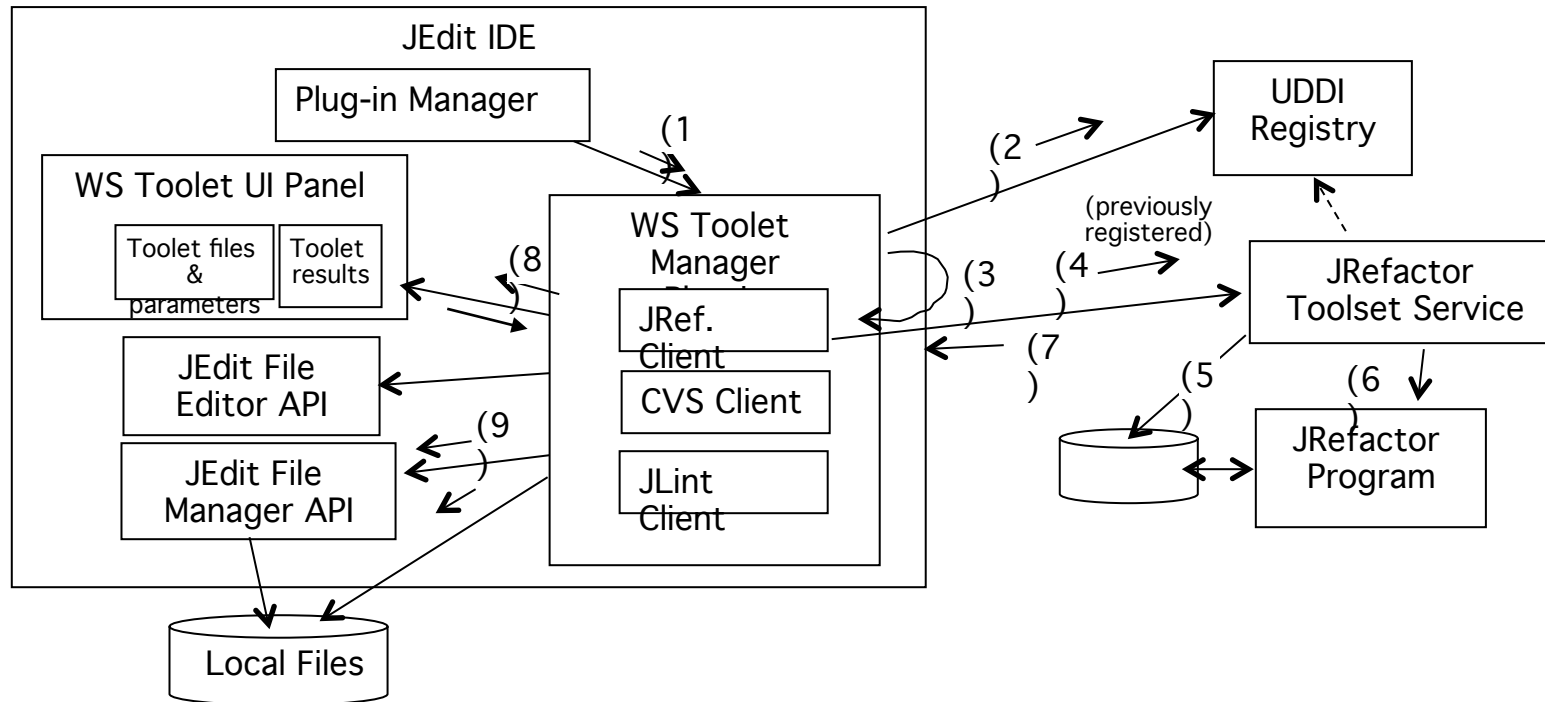 JEdit IDE
Plug-in Manager
(1
)
WS Toolet UI Panel
Toolet files
&
parameters
Toolet
results
(8
)
WS Toolet
Manager
JRef.
Client
CVS Client
JLint
Client
JEdit File
Editor API
(9
)
JEdit File
Manager API
Local Files
(2
)
UDDI
Registry
(previously
registered)
(3
)
(4
)
JRefactor
Toolset Service
(7
)
(5
)
(6
)
JRefactor
Program